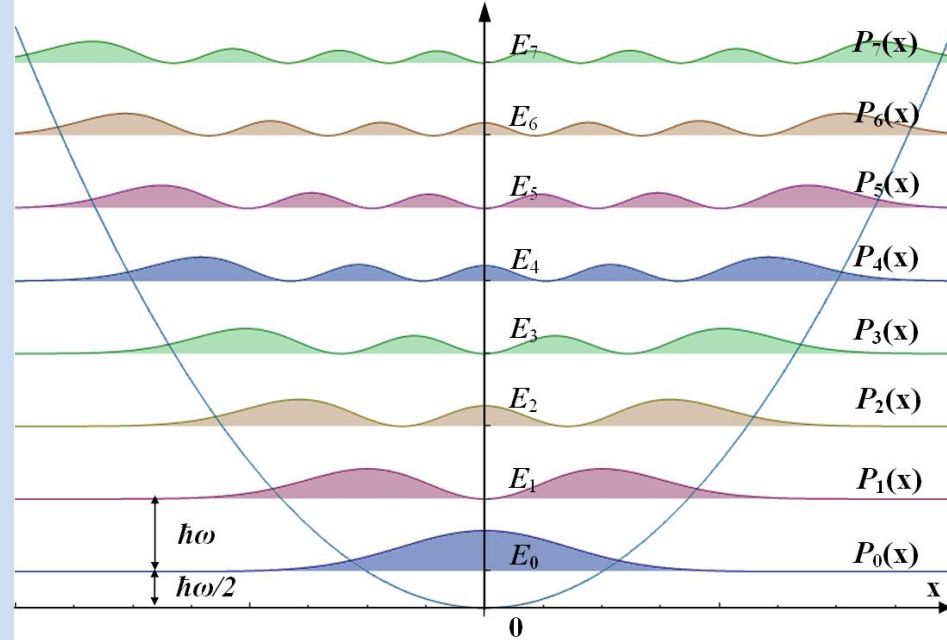 E₇ P₇(x)
E₆ P₆(x)
E₅ P₅(x)
E₄ P₄(x)
E₃ P₃(x)
E₂ P₂(x)
E₁ P₁(x)
ħω
E₀ P₀(x)
ħω/2
x
0